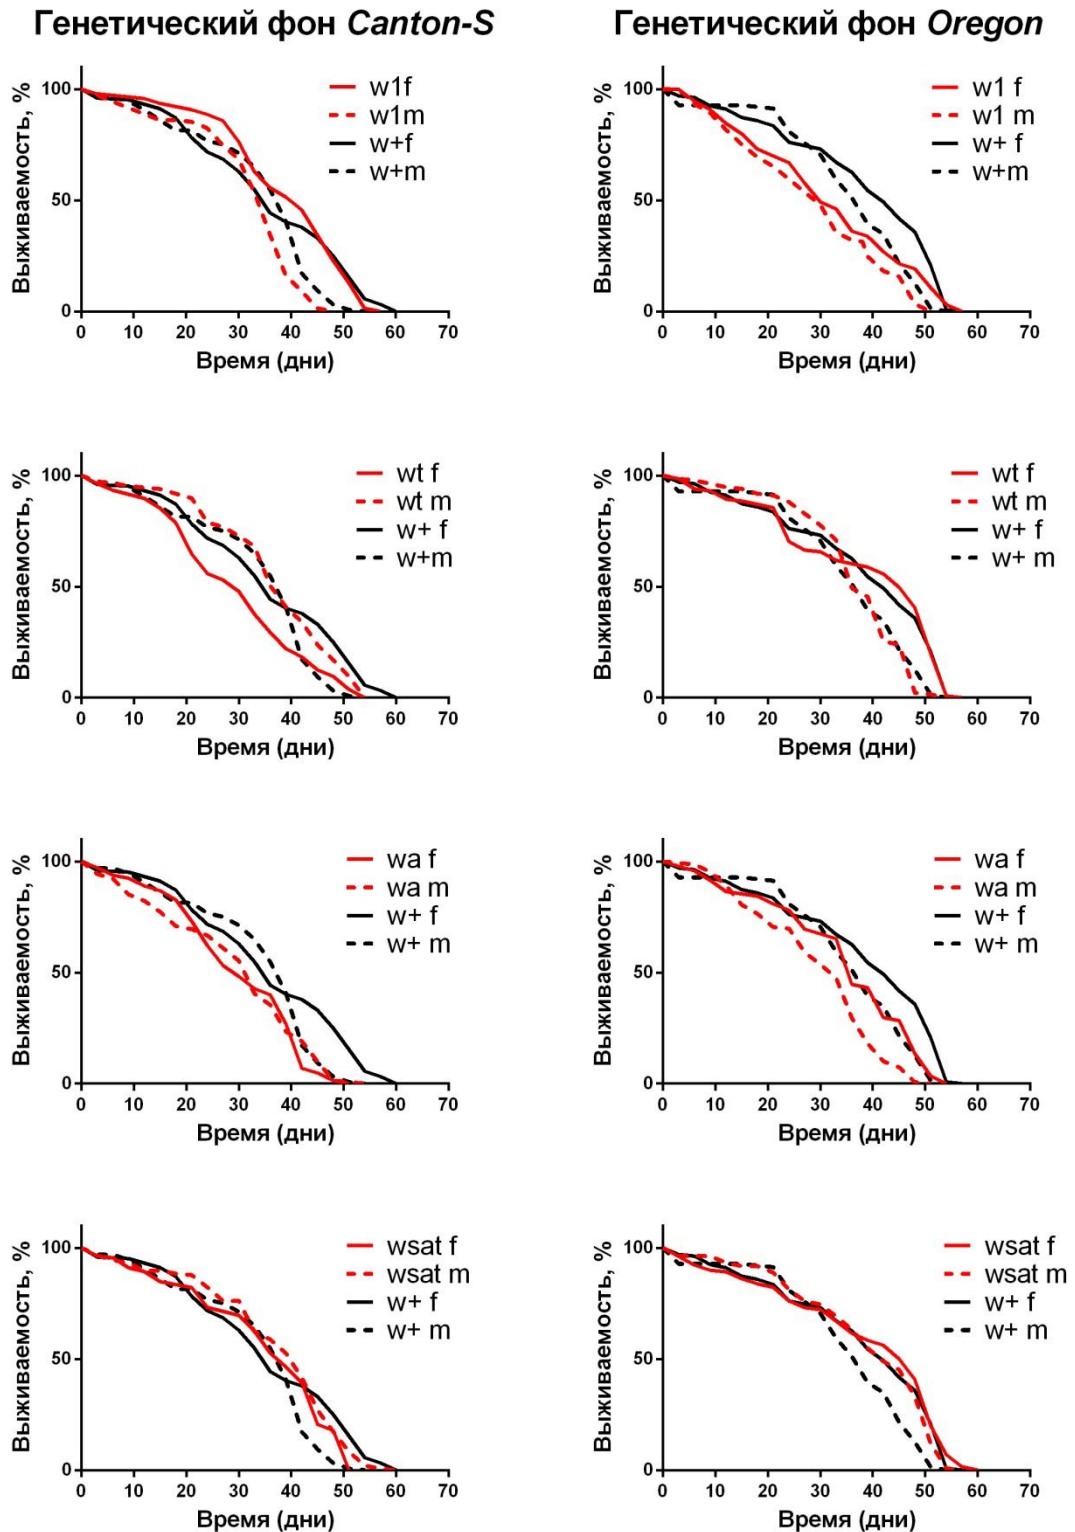 Генетический фон Canton-S
Генетический фон Oregon
Выживаемость, %
100
50
0
0 10 20 30 40 50 60 70
Время (дни)
w1f
w1m
w+f
w+m
Выживаемость, %
100
50
0
0 10 20 30 40 50 60 70
Время (дни)
w1 f
w1 m
w+ f
w+m
Выживаемость, %
100
50
0
0 10 20 30 40 50 60 70
Время (дни)
wt f
wt m
w+ f
w+m
Выживаемость, %
100
50
0
0 10 20 30 40 50 60 70
Время (дни)
wt f
wt m
w+ f
w+ m
Выживаемость, %
100
50
0
0 10 20 30 40 50 60 70
Время (дни)
wa f
wa m
w+ f
w+ m
Выживаемость, %
100
50
0
0 10 20 30 40 50 60 70
Время (дни)
wa f
wa m
w+ f
w+ m
Выживаемость, %
100
50
0
0 10 20 30 40 50 60 70
Время (дни)
wsat f
wsat m
w+ f
w+ m
Выживаемость, %
100
50
0
0 10 20 30 40 50 60 70
Время (дни)
wsat f
wsat m
w+ f
w+ m